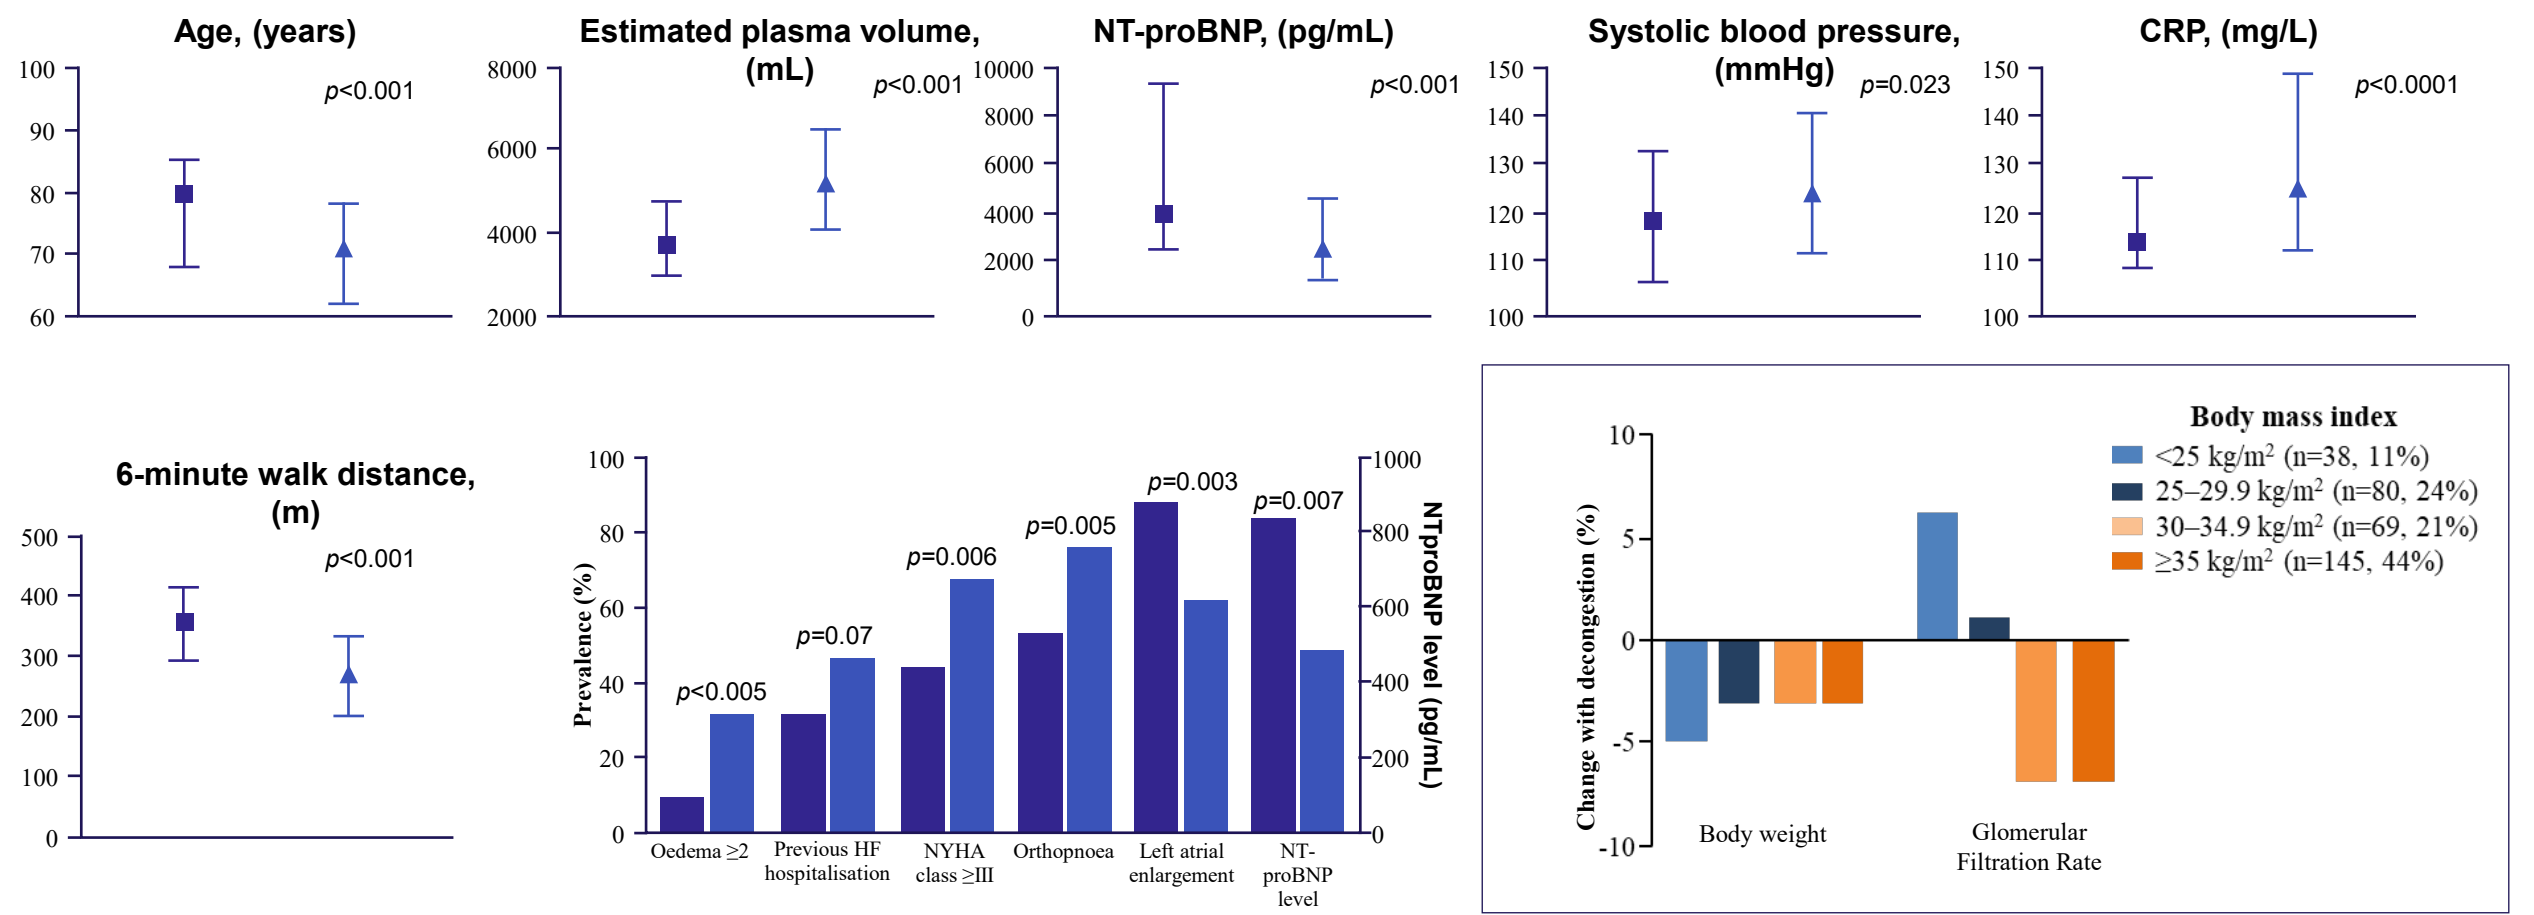 Age, (years)
p<0.001
100
90
80
70
60
Estimated plasma volume,
(mL)
p<0.001
8000
6000
4000
2000
NT-proBNP, (pg/mL)
p<0.001
10000
8000
6000
4000
2000
0
Systolic blood pressure,
(mmHg)
p=0.023
150
140
130
120
110
100
CRP, (mg/L)
p<0.0001
150
140
130
120
110
100
6-minute walk distance,
(m)
p<0.001
500
400
300
200
100
0
Prevalence (%)
100
80
60
40
20
0
p<0.005
p=0.07
p=0.006
p=0.005
p=0.003
p=0.007
1000
800
600
400
200
0
NTproBNP level (pg/mL)
Oedema ≥2
Previous HF
hospitalisation
NYHA
class ≥III
Orthopnoea
Left atrial
enlargement
NT-
proBNP
level
Change with decongestion (%)
10
5
0
-5
-10
Body mass index
<25 kg/m² (n=38, 11%)
25–29.9 kg/m² (n=80, 24%)
30–34.9 kg/m² (n=69, 21%)
≥35 kg/m² (n=145, 44%)
Body weight
Glomerular
Filtration Rate